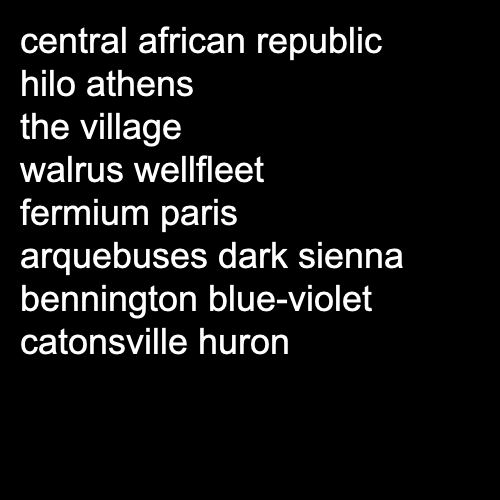 central african republic
hilo athens
the village
walrus wellfleet
fermium paris
arquebuses dark sienna
bennington blue-violet
catonsville huron